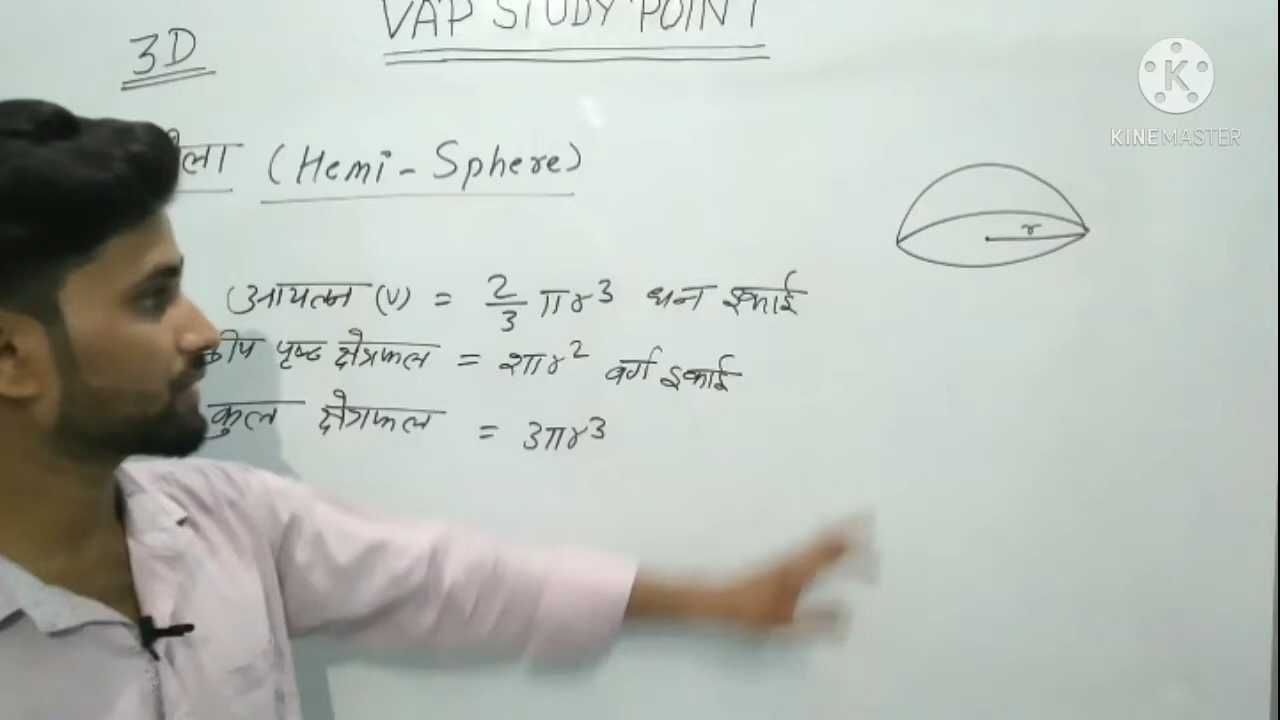 VAP STUDY POINT
3D
(Hemi-Sphere)
r
आयतन (V) = 2/3 πr³ घन इकाई
पृष्ठ क्षेत्रफल = 2πr² वर्ग इकाई
कुल क्षेत्रफल = 3πr³
K
KINEMASTER